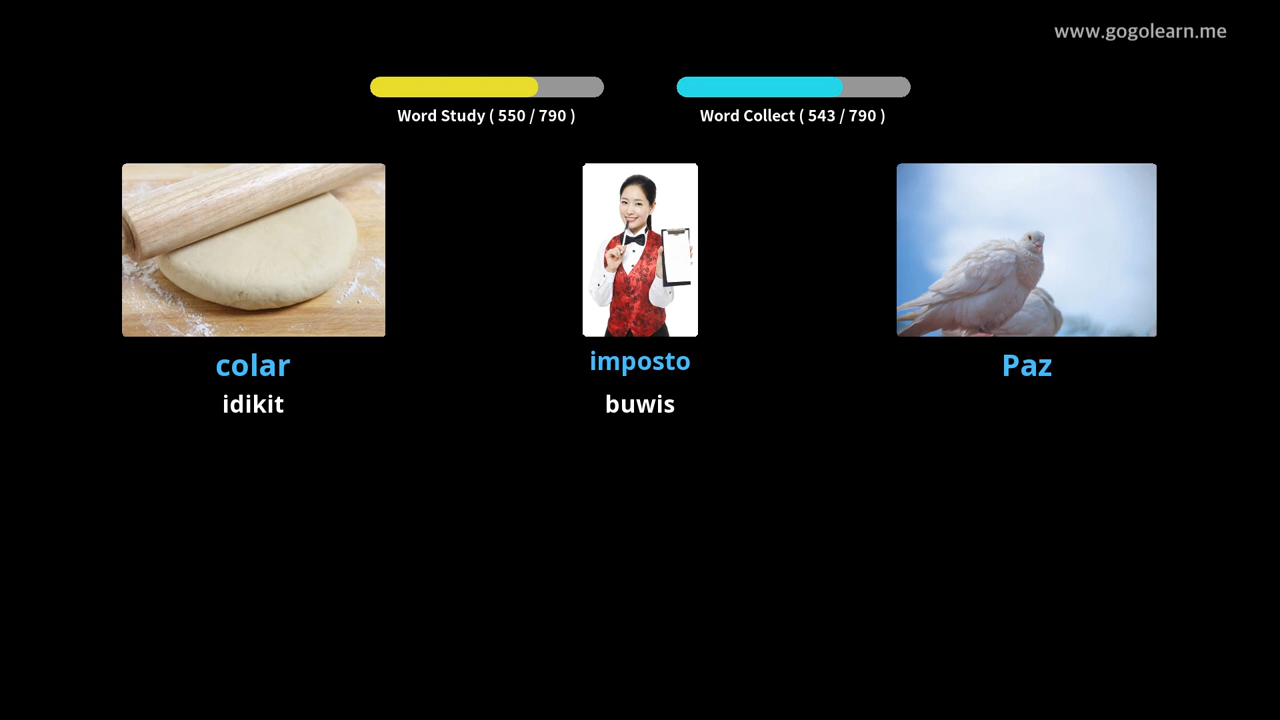 www.gogolearn.me
Word Study ( 550 / 790 )
Word Collect ( 543 / 790 )
colar
imposto
Paz
idikit
buwis